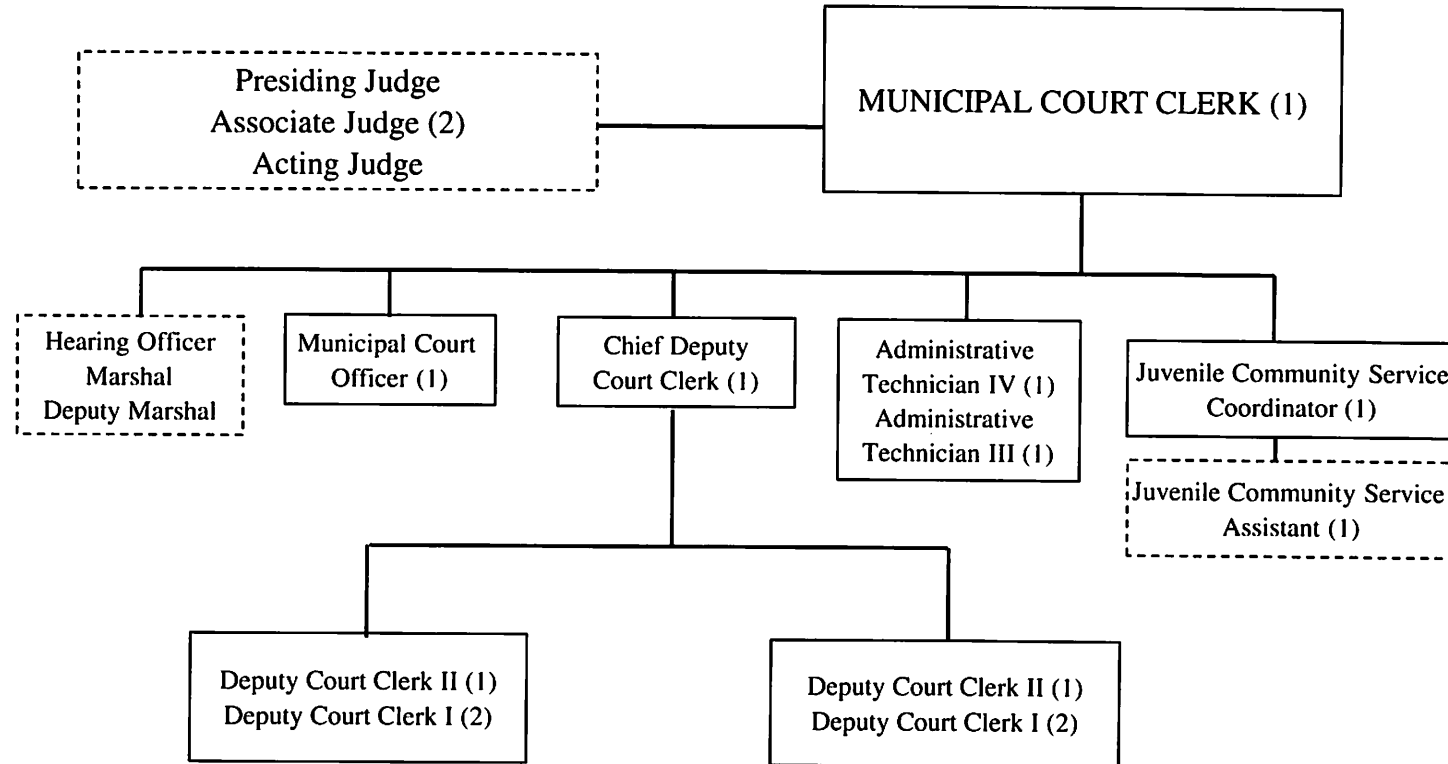 Presiding Judge
Associate Judge (2)
Acting Judge
MUNICIPAL COURT CLERK (1)
Hearing Officer
Marshal
Deputy Marshal
Municipal Court
Officer (1)
Chief Deputy
Court Clerk (1)
Administrative
Technician IV (1)
Administrative
Technician III (1)
Juvenile Community Service
Coordinator (1)
Juvenile Community Service
Assistant (1)
Deputy Court Clerk II (1)
Deputy Court Clerk I (2)
Deputy Court Clerk II (1)
Deputy Court Clerk I (2)